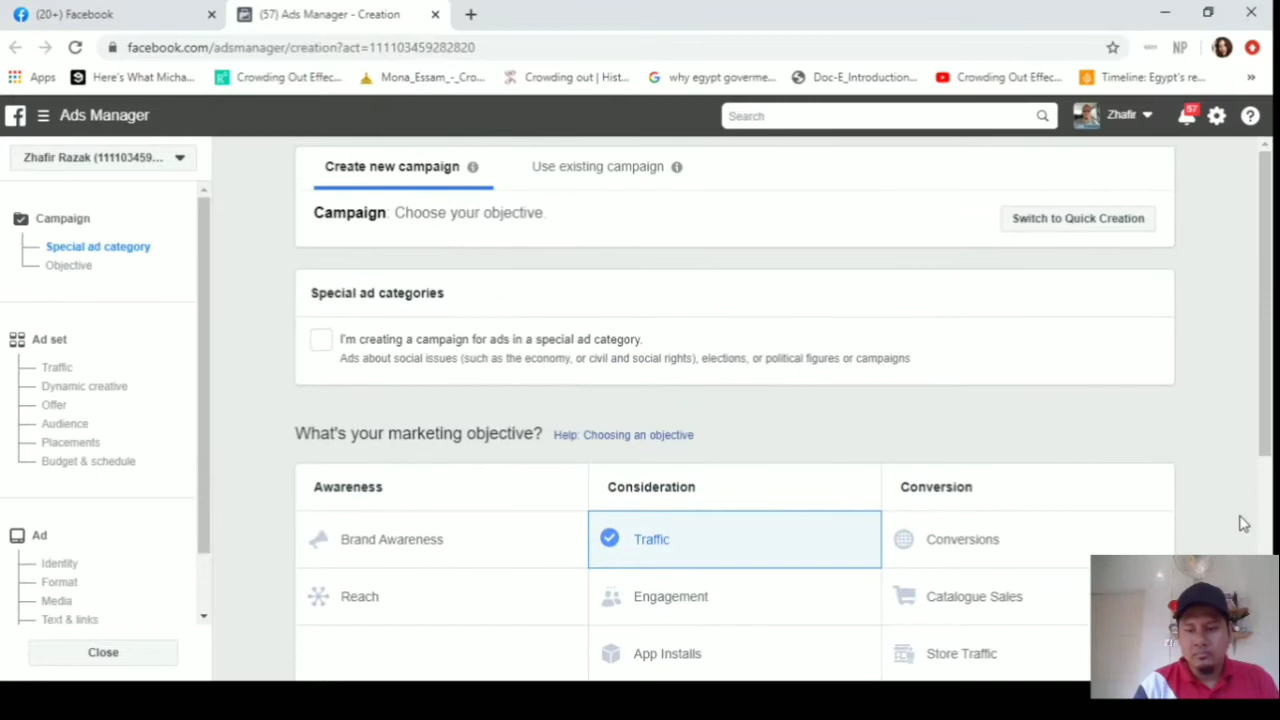 (20+) Facebook
(57) Ads Manager - Creation
facebook.com/adsmanager/creation?act=111103459282820
NP
Apps
Here's What Micha...
Crowding Out Effec...
Mona_Essam_-_Cro...
Crowding out | Hist...
why egypt goverme...
Doc-E_Introduction...
Crowding Out Effec...
Timeline: Egypt's re...
»
Ads Manager
Search
Zhafir
57
Zhafir Razak (111103459...
Campaign
Special ad category
Objective
Ad set
Traffic
Dynamic creative
Offer
Audience
Placements
Budget & schedule
Ad
Identity
Format
Media
Text & links
Close
Create new campaign
Use existing campaign
Campaign: Choose your objective.
Switch to Quick Creation
Special ad categories
I'm creating a campaign for ads in a special ad category.
Ads about social issues (such as the economy, or civil and social rights), elections, or political figures or campaigns
What's your marketing objective? Help: Choosing an objective
Awareness
Consideration
Conversion
Brand Awareness
Traffic
Conversions
Reach
Engagement
Catalogue Sales
App Installs
Store Traffic